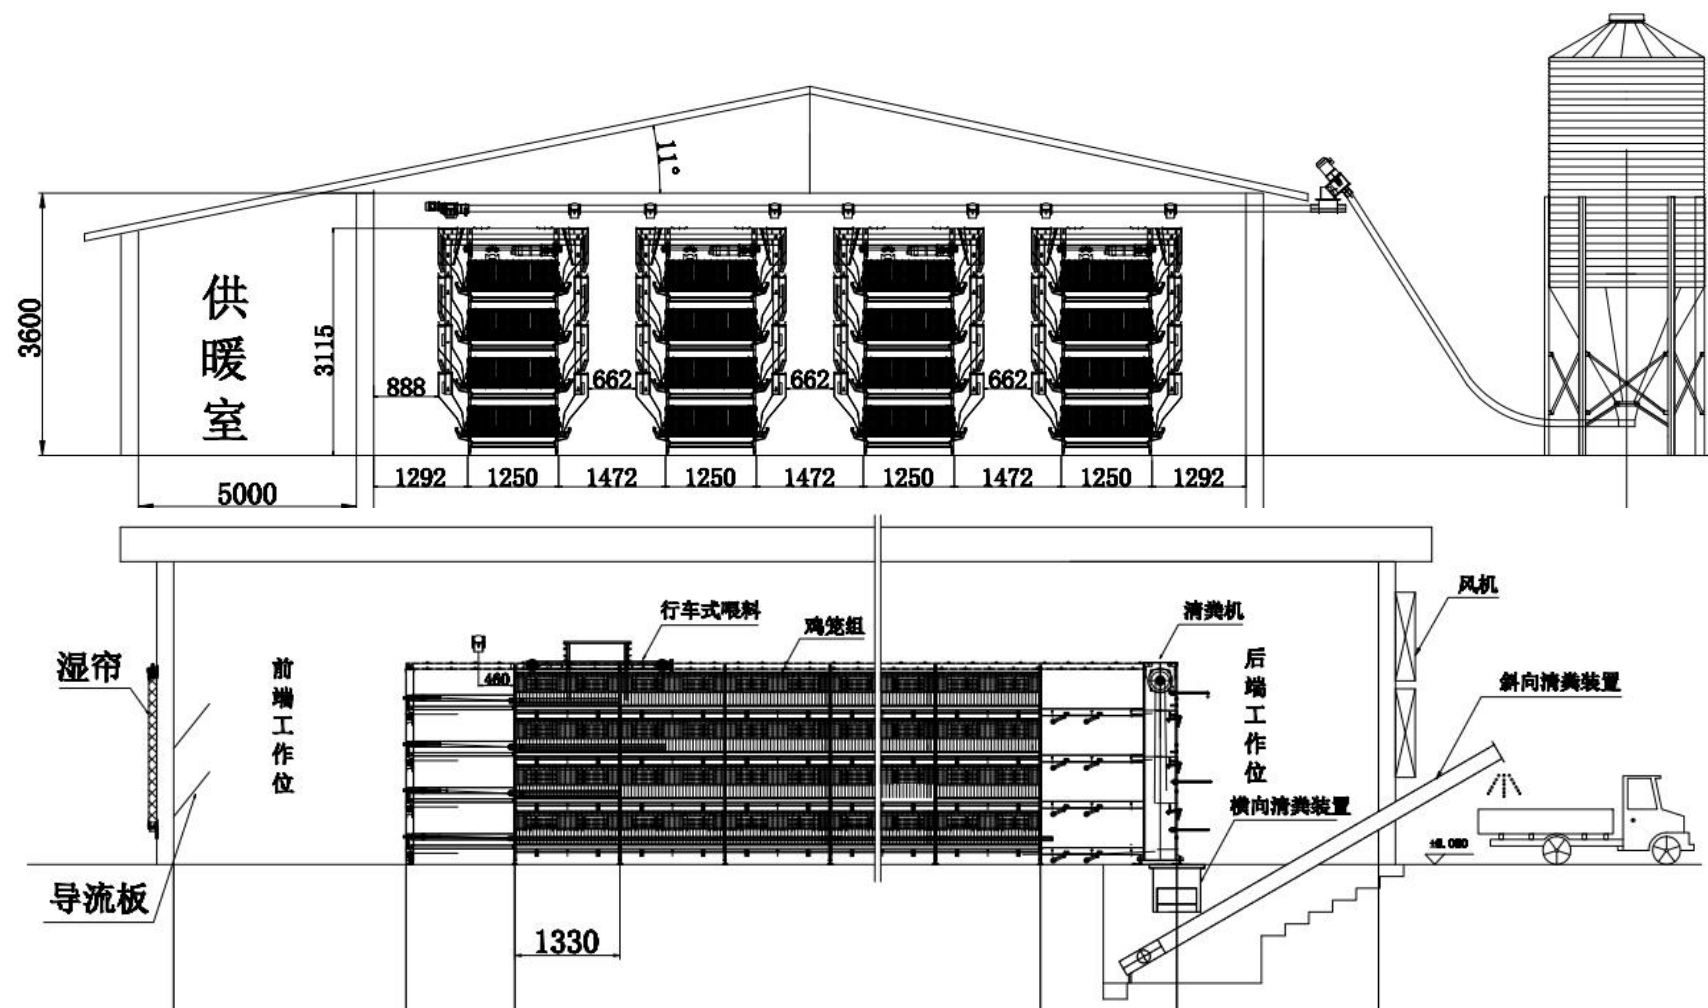 11°
3600
供暖室
3115
888
662
662
662
1292
1250
1472
1250
1472
1250
1472
1250
1292
5000
湿帘
前端工作位
行车式喂料
鸡笼组
清粪机
后端工作位
风机
斜向清粪装置
460
横向清粪装置
导流板
1330